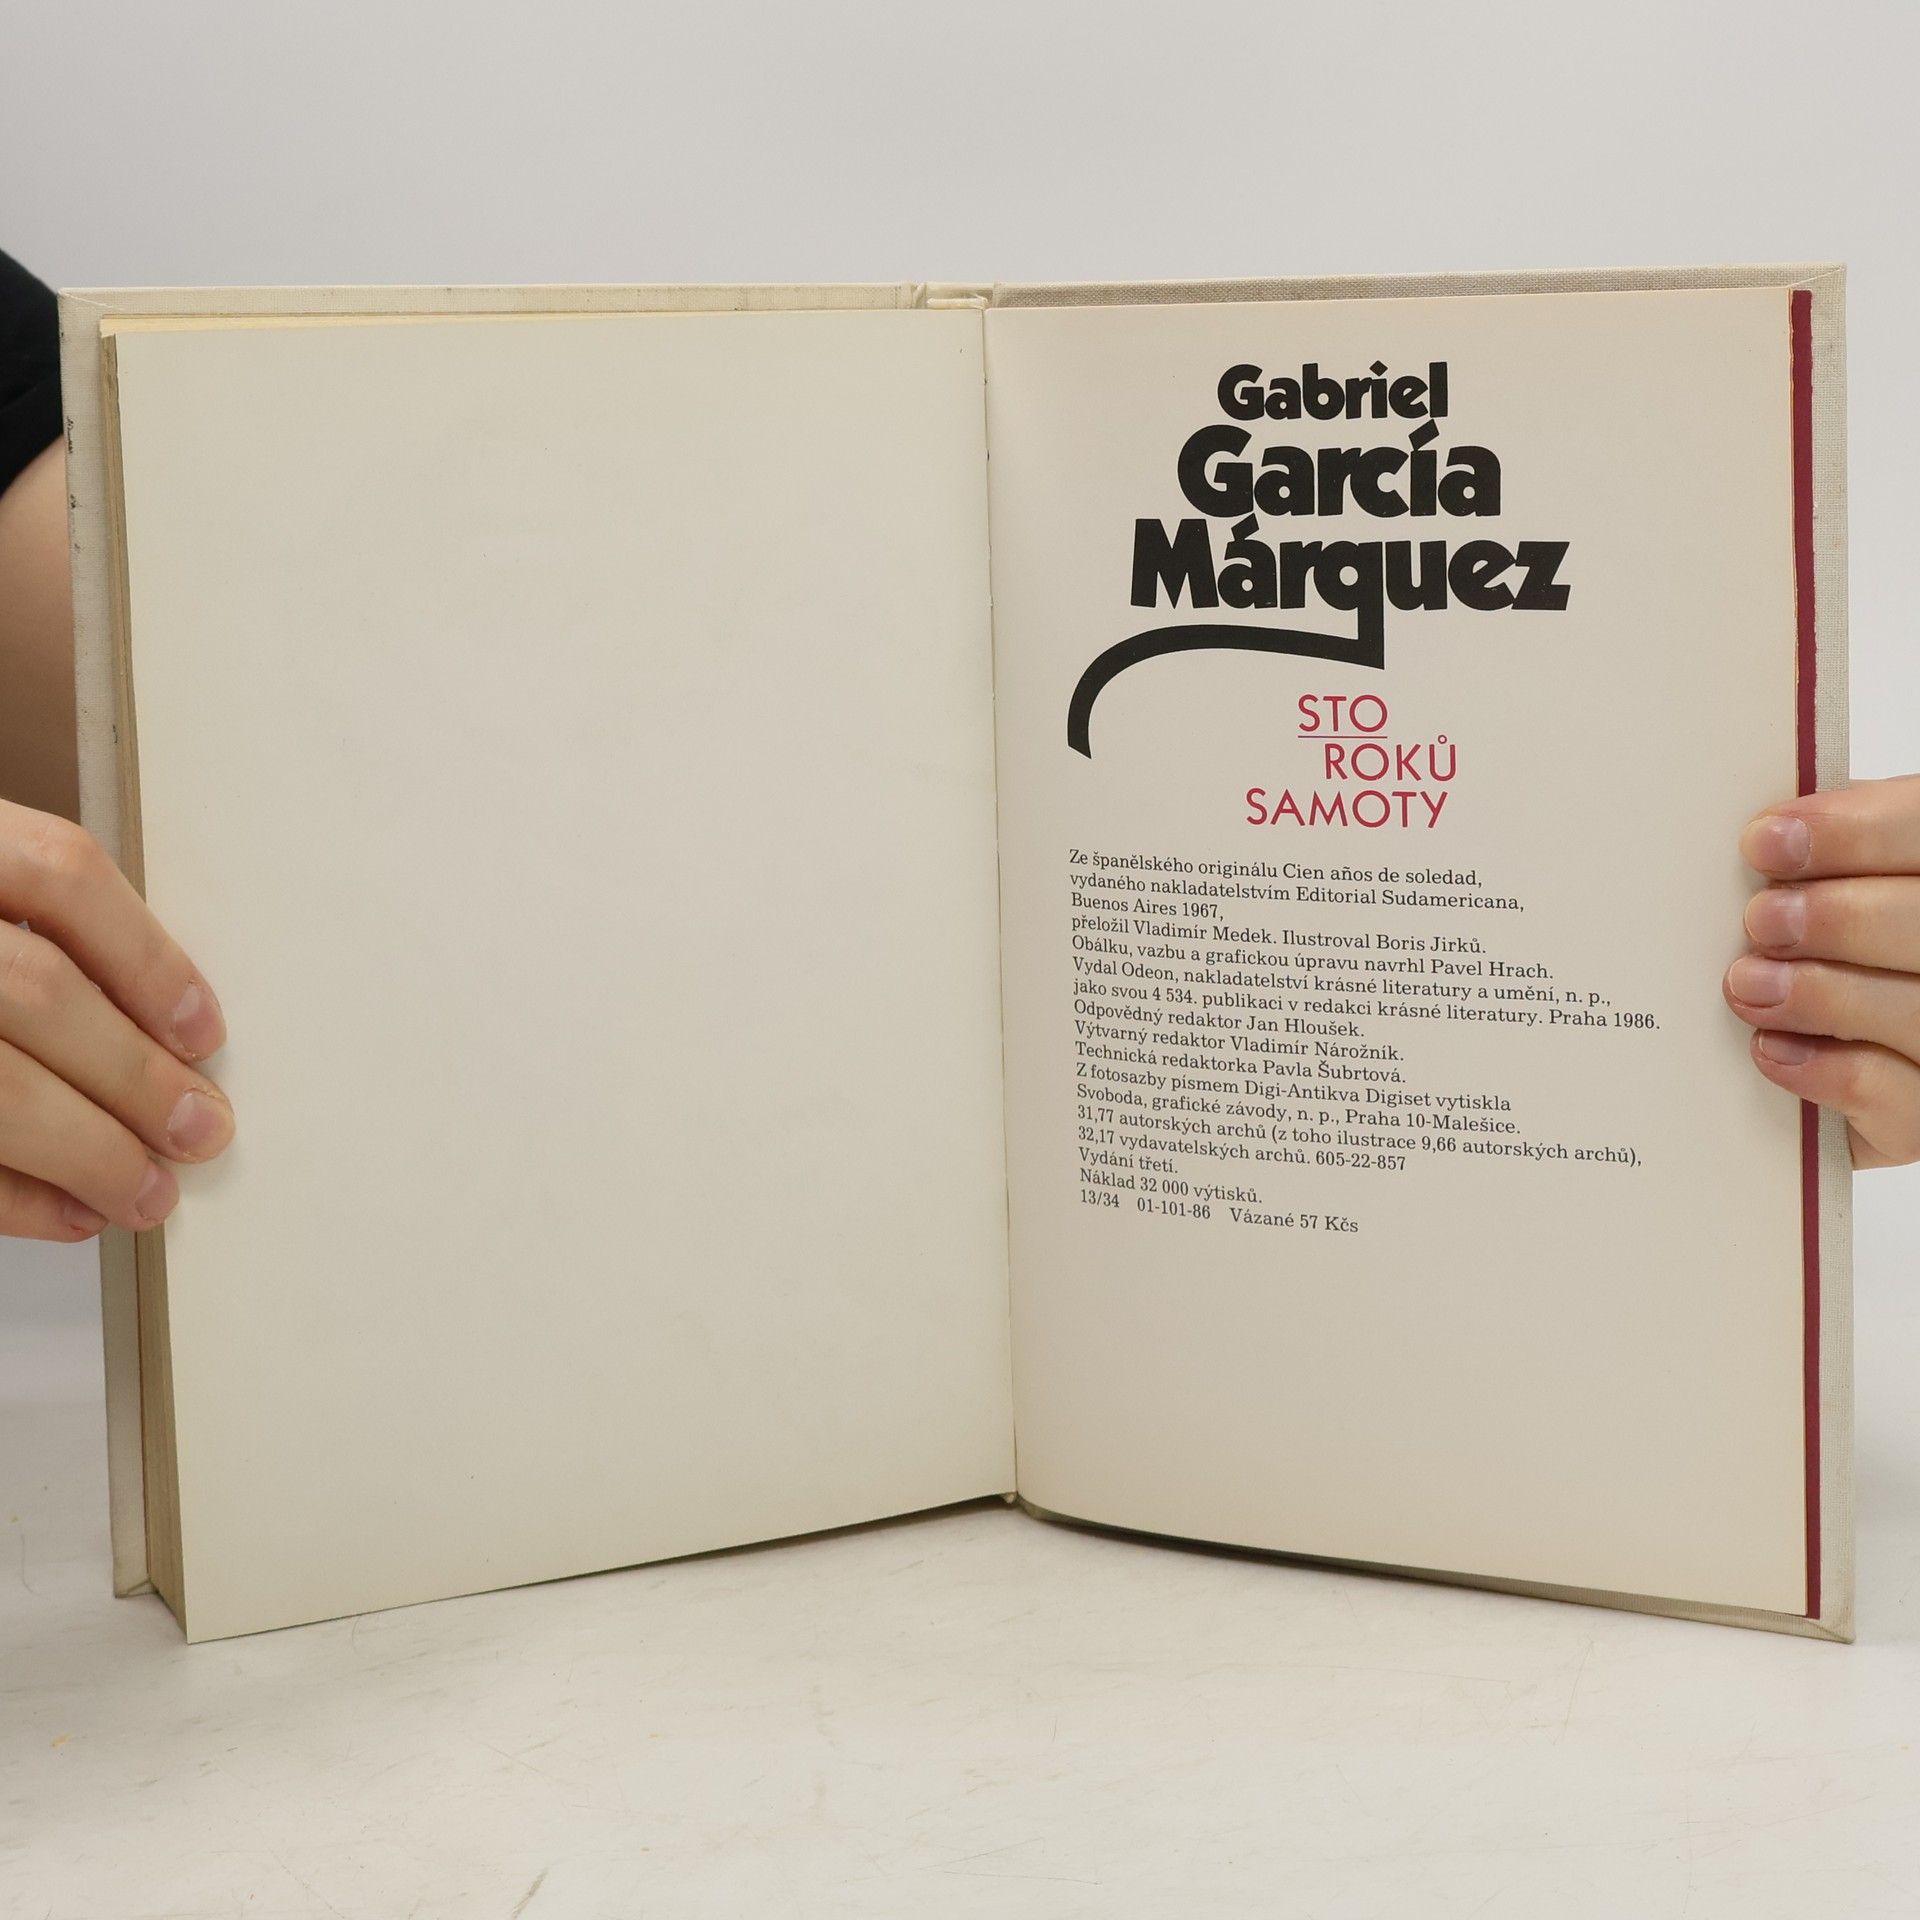 Gabriel
García
Márquez
STO
ROKŮ
SAMOTY
Ze španělského originálu Cien años de soledad,
vydaného nakladatelstvím Editorial Sudamericana,
Buenos Aires 1967,
přeložil Vladimír Medek. Ilustroval Boris Jirků.
Obálku, vazbu a grafickou úpravu navrhl Pavel Hrach.
Vydal Odeon, nakladatelství krásné literatury a umění, n. p.,
jako svou 4 534. publikaci v redakci krásné literatury. Praha 1986.
Odpovědný redaktor Jan Hloušek.
Výtvarný redaktor Vladimír Nárožník.
Technická redaktorka Pavla Šubrtová.
Z fotosazby písmem Digi-Antikva Digiset vytiskla
Svoboda, grafické závody, n. p., Praha 10-Malešice.
31,77 autorských archů (z toho ilustrace 9,66 autorských archů),
32,17 vydavatelských archů. 605-22-857
Vydání třetí.
Náklad 32 000 výtisků.
13/34 01-101-86 Vázané 57 Kčs